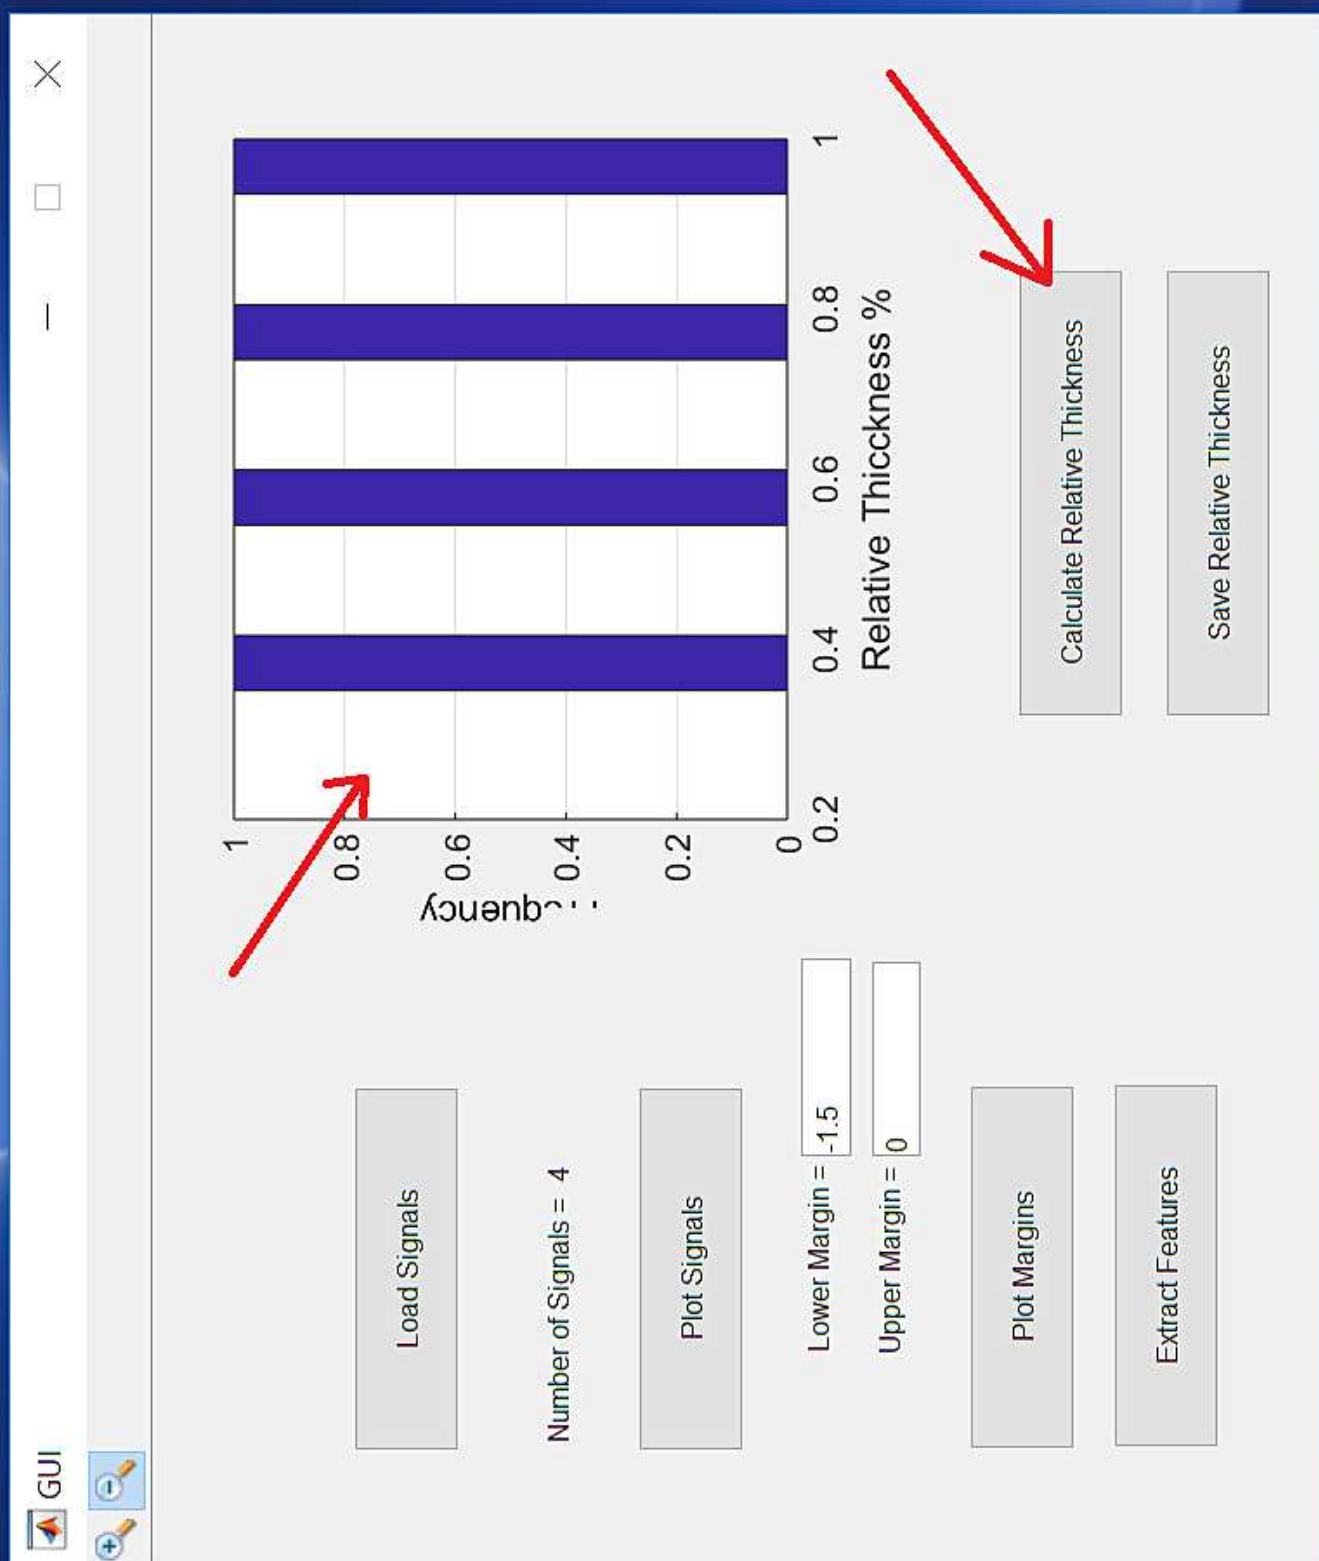 GUI
Load Signals
Number of Signals = 4
Plot Signals
Lower Margin = -1.5
Upper Margin = 0
Plot Margins
Extract Features
1
0.8
0.6
0.4
0.2
0
0.2 0.4 0.6 0.8 1
Relative Thicckness %
Calculate Relative Thickness
Save Relative Thickness